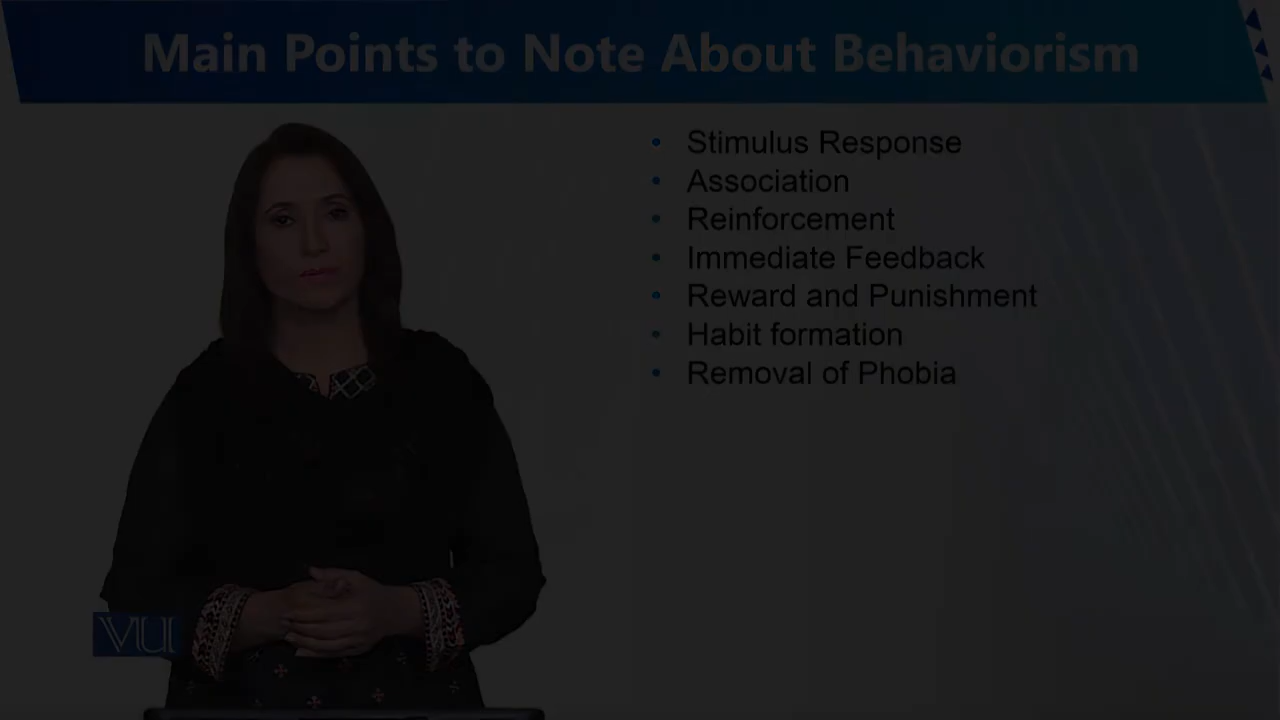 Main Points to Note About Behaviorism
• Stimulus Response
• Association
• Reinforcement
• Immediate Feedback
• Reward and Punishment
• Habit formation
• Removal of Phobia
VU